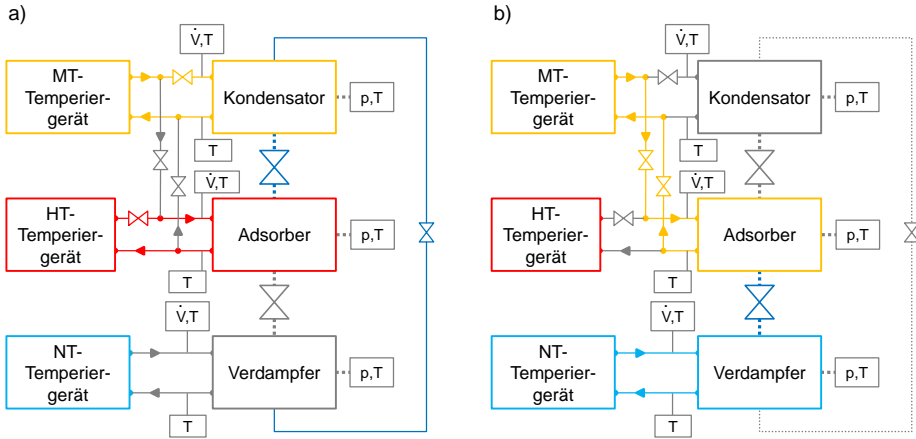 a)
V̇,T
MT-
Temperier-
gerät
Kondensator
p,T
T
V̇,T
HT-
Temperier-
gerät
Adsorber
p,T
T
V̇,T
NT-
Temperier-
gerät
Verdampfer
p,T
T
b)
V̇,T
MT-
Temperier-
gerät
Kondensator
p,T
T
V̇,T
HT-
Temperier-
gerät
Adsorber
p,T
T
V̇,T
NT-
Temperier-
gerät
Verdampfer
p,T
T